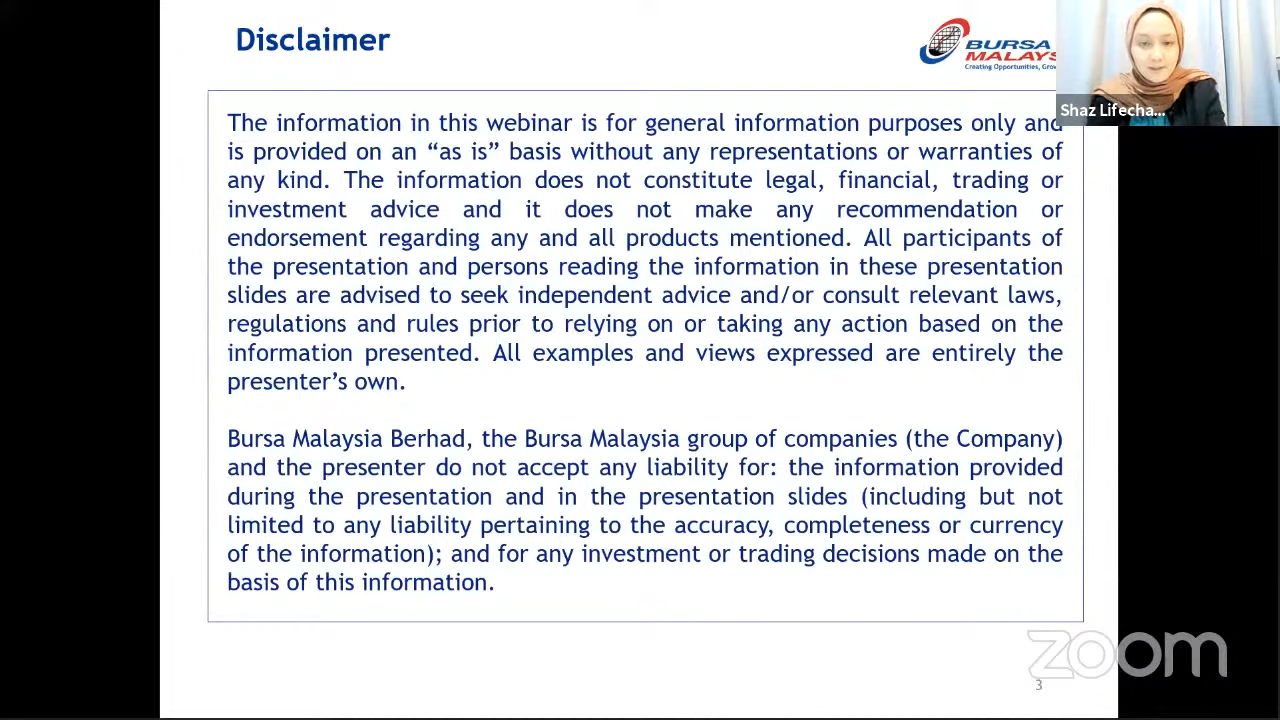 Disclaimer
BURSA
MALAYS
Creating Opportunities, Grow
Shaz Lifecha...
The information in this webinar is for general information purposes only and
is provided on an “as is” basis without any representations or warranties of
any kind. The information does not constitute legal, financial, trading or
investment advice and it does not make any recommendation or
endorsement regarding any and all products mentioned. All participants of
the presentation and persons reading the information in these presentation
slides are advised to seek independent advice and/or consult relevant laws,
regulations and rules prior to relying on or taking any action based on the
information presented. All examples and views expressed are entirely the
presenter’s own.
Bursa Malaysia Berhad, the Bursa Malaysia group of companies (the Company)
and the presenter do not accept any liability for: the information provided
during the presentation and in the presentation slides (including but not
limited to any liability pertaining to the accuracy, completeness or currency
of the information); and for any investment or trading decisions made on the
basis of this information.
zoom
3